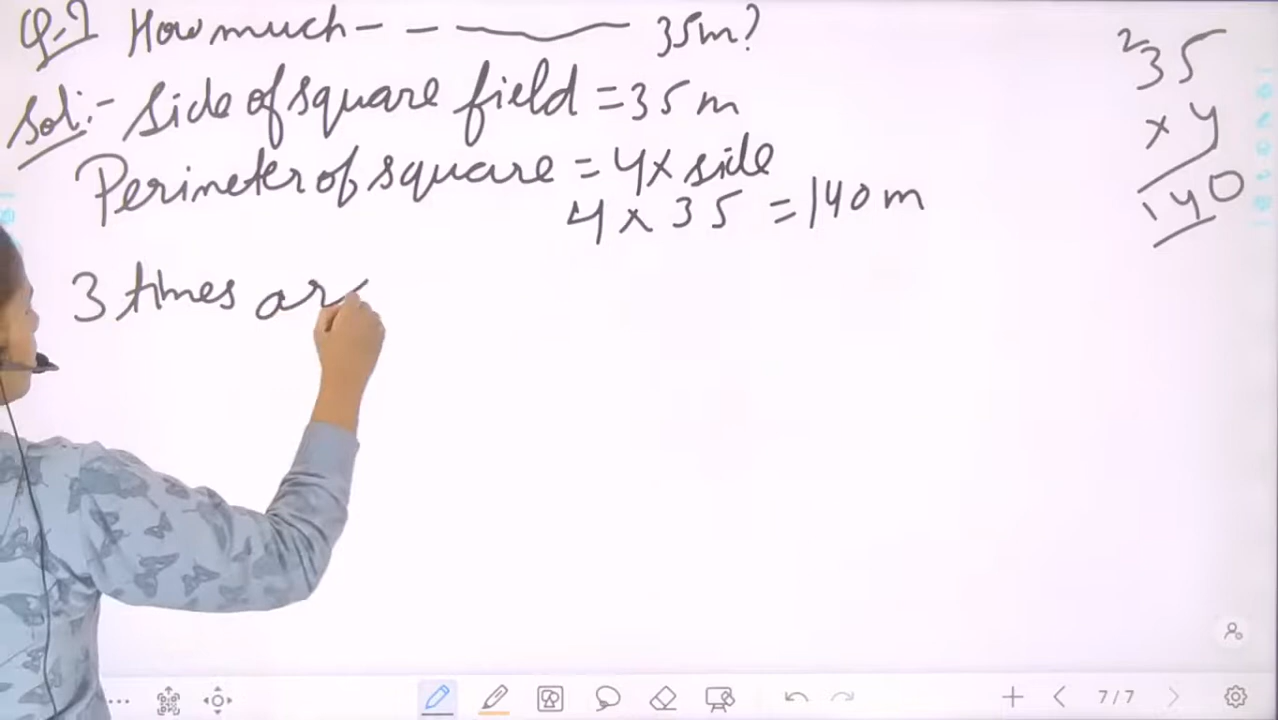 Q.9 How much - - —— 35m?
Sol:- Side of square field = 35 m
Perimeter of square = 4 x side
4 x 35 = 140 m
3 times ar
2
35
x 4
140
7/7